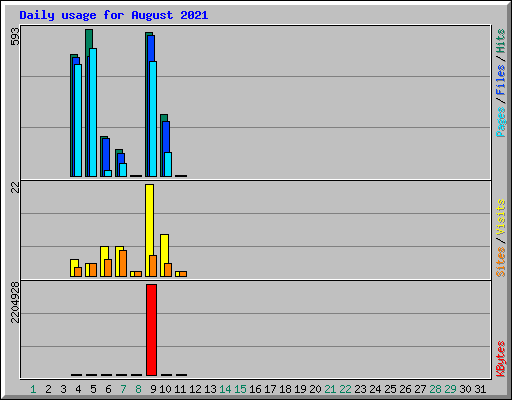 Daily usage for August 2021
593
Pages / Files / Hits
22
Sites / Visits
2204928
KBytes
1 2 3 4 5 6 7 8 9 10 11 12 13 14 15 16 17 18 19 20 21 22 23 24 25 26 27 28 29 30 31